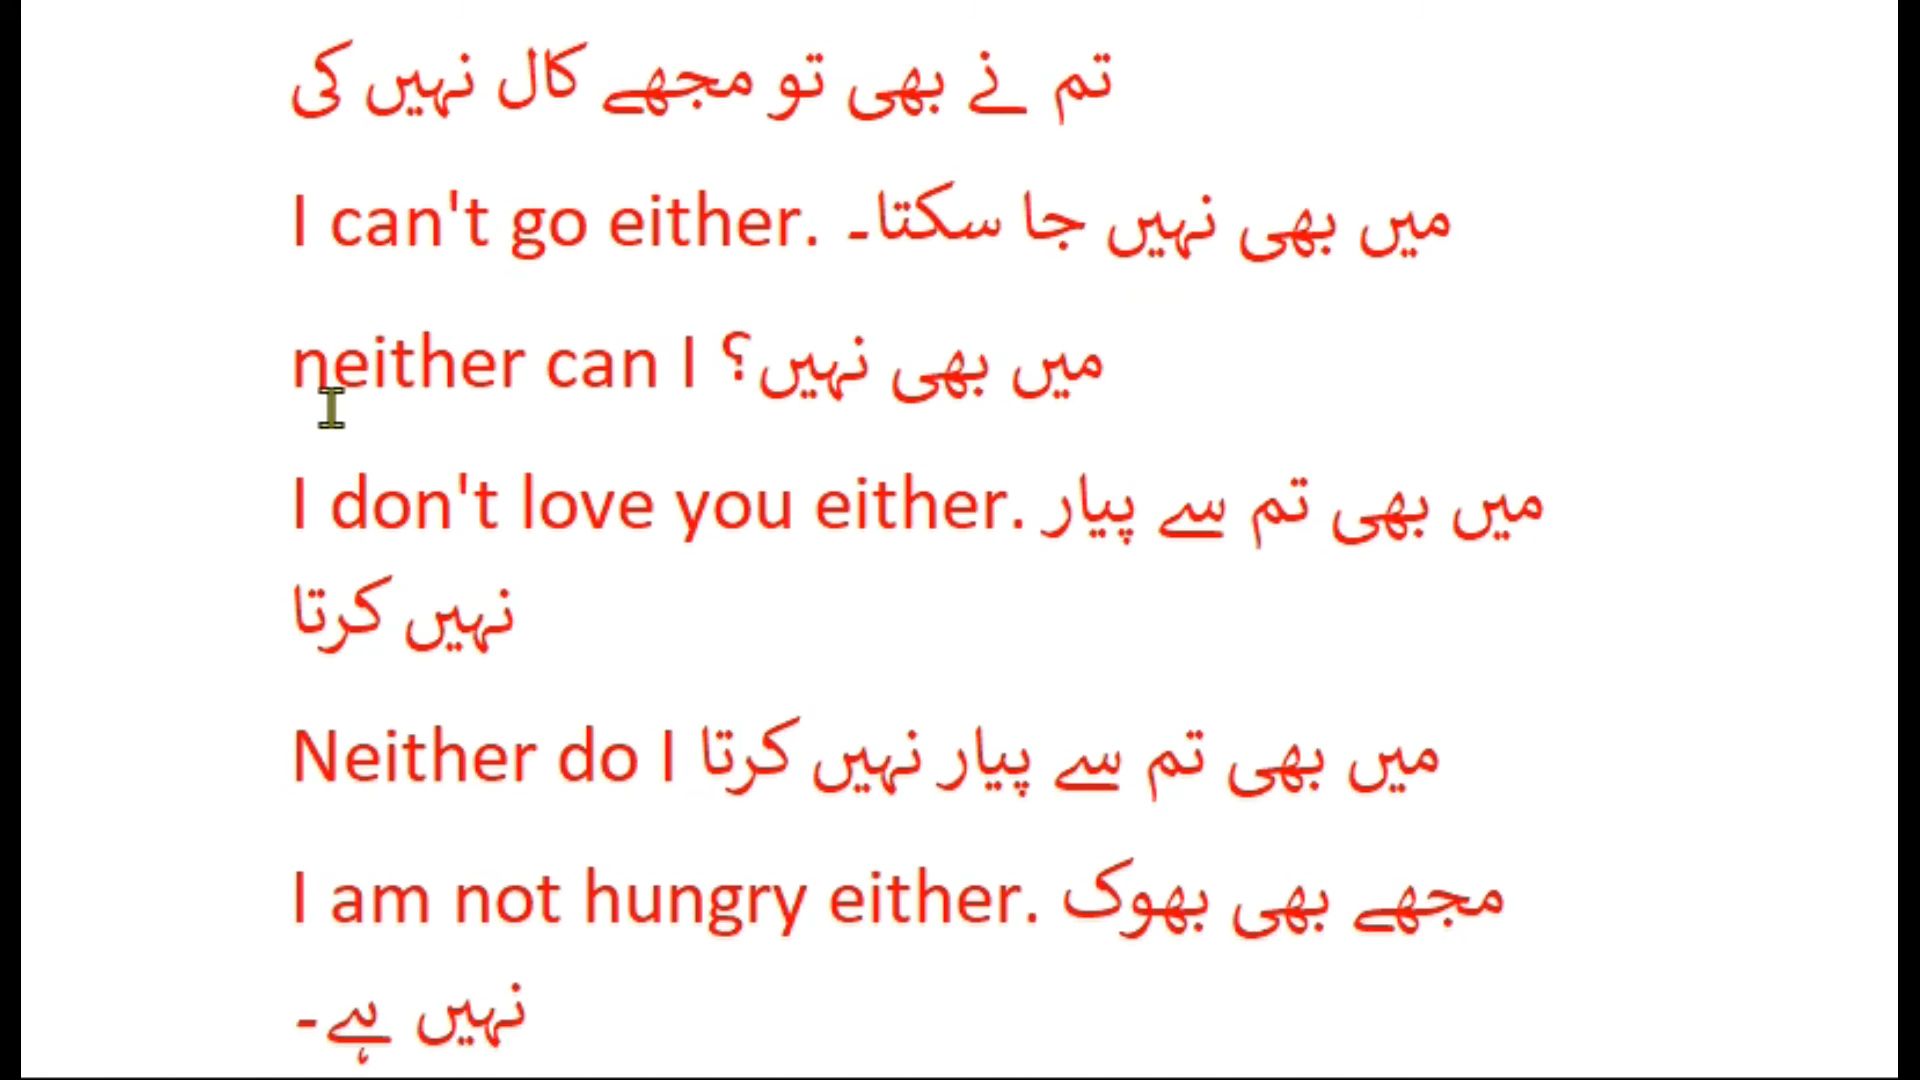 تم نے بھی تو مجھے کال نہیں کی
I can't go either. میں بھی نہیں جا سکتا۔
neither can I میں بھی نہیں؟
I don't love you either. میں بھی تم سے پیار
نہیں کرتا
Neither do I میں بھی تم سے پیار نہیں کرتا
I am not hungry either. مجھے بھی بھوک
نہیں ہے۔